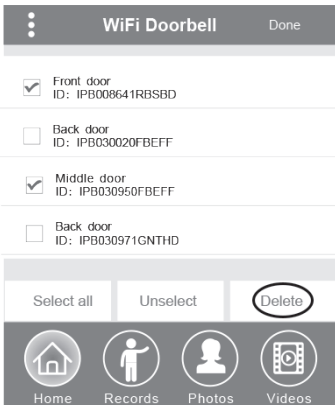 WiFi Doorbell Done
Front door
ID: IPB008641RBSBD
Back door
ID: IPB030020FBEFF
Middle door
ID: IPB030950FBEFF
Back door
ID: IPB030971GNTHD
Select all Unselect Delete
Home Records Photos Videos